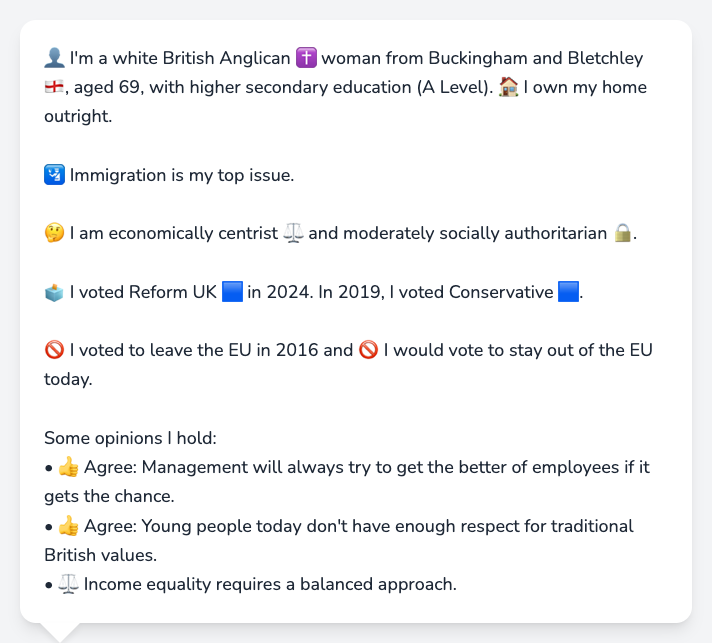 👤 I'm a white British Anglican ✝️ woman from Buckingham and Bletchley
🏴󠁧󠁢󠁥󠁮󠁧󠁿, aged 69, with higher secondary education (A Level). 🏠 I own my home
outright.
🛂 Immigration is my top issue.
🤔 I am economically centrist ⚖️ and moderately socially authoritarian 🔒.
🗳️ I voted Reform UK 🟦 in 2024. In 2019, I voted Conservative 🟦.
🚫 I voted to leave the EU in 2016 and 🚫 I would vote to stay out of the EU
today.
Some opinions I hold:
• 👍 Agree: Management will always try to get the better of employees if it
gets the chance.
• 👍 Agree: Young people today don't have enough respect for traditional
British values.
• ⚖️ Income equality requires a balanced approach.